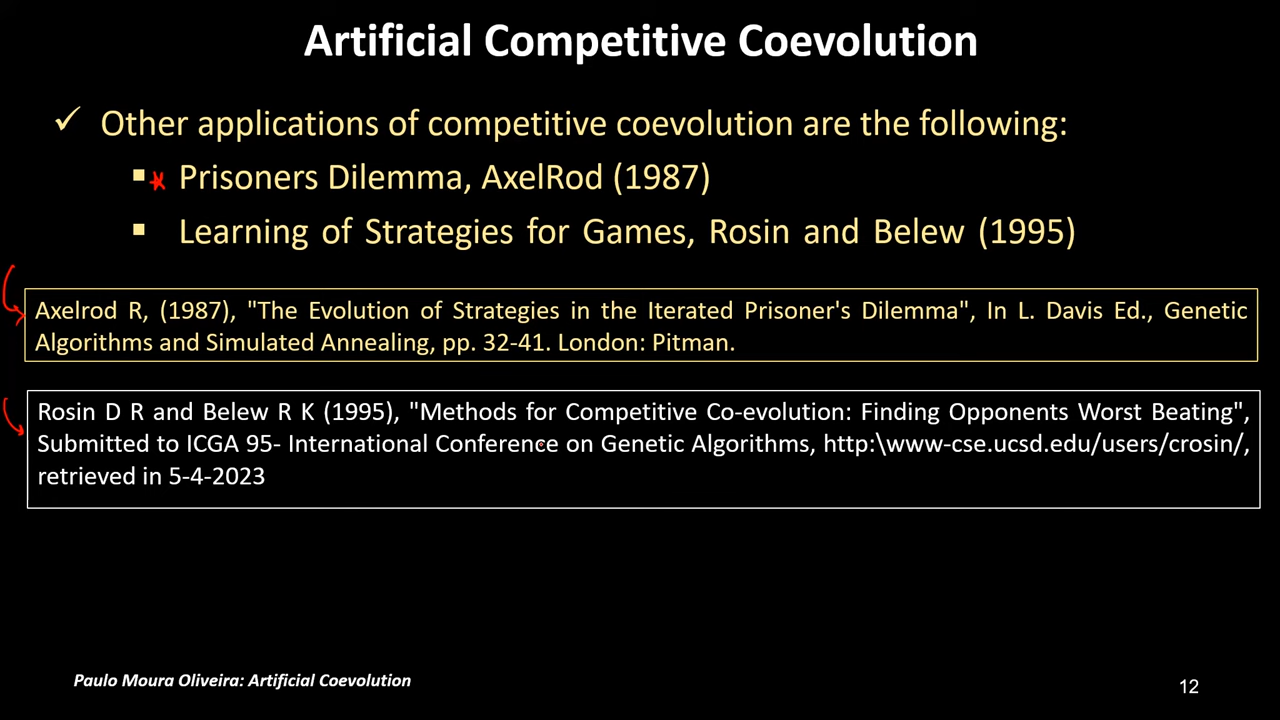 Artificial Competitive Coevolution
✓ Other applications of competitive coevolution are the following:
▪ Prisoners Dilemma, AxelRod (1987)
▪ Learning of Strategies for Games, Rosin and Belew (1995)
Axelrod R, (1987), "The Evolution of Strategies in the Iterated Prisoner's Dilemma", In L. Davis Ed., Genetic
Algorithms and Simulated Annealing, pp. 32-41. London: Pitman.
Rosin D R and Belew R K (1995), "Methods for Competitive Co-evolution: Finding Opponents Worst Beating",
Submitted to ICGA 95- International Conference on Genetic Algorithms, http:\www-cse.ucsd.edu/users/crosin/,
retrieved in 5-4-2023
Paulo Moura Oliveira: Artificial Coevolution
12